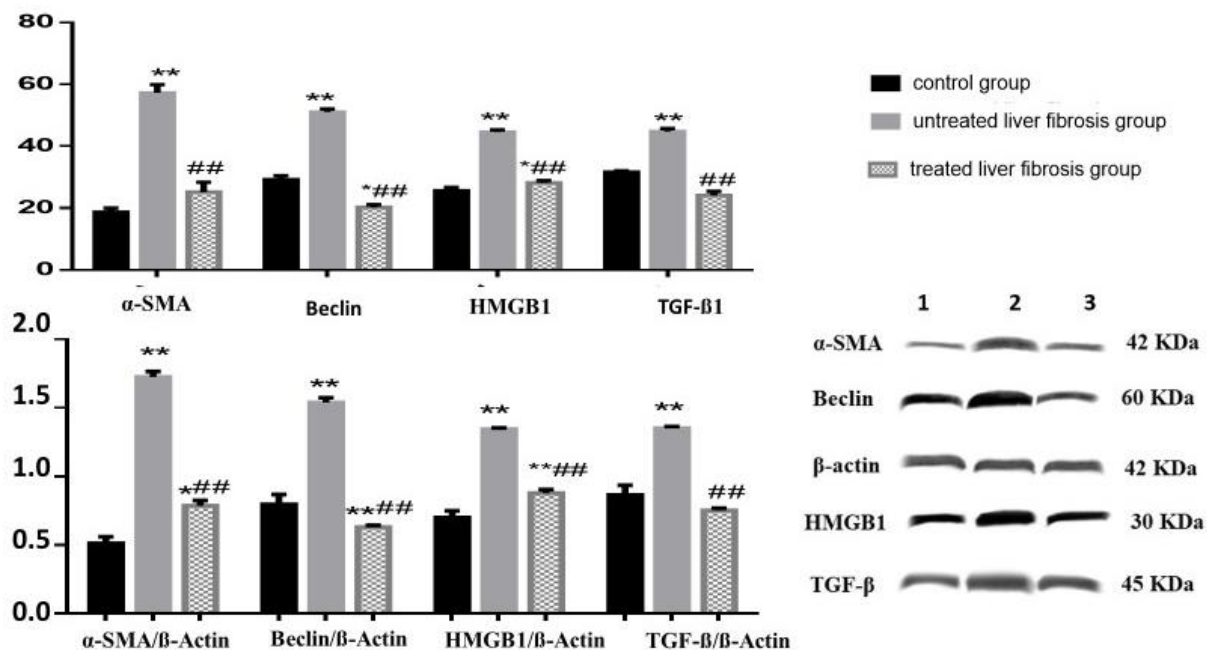 80
60
40
20
0
**
##
**
*##
**
*##
**
##
α-SMA
Beclin
HMGB1
TGF-ß1
control group
untreated liver fibrosis group
treated liver fibrosis group
2.0
1.5
1.0
0.5
0.0
**
*##
**
**##
**
**##
**
##
α-SMA/ß-Actin
Beclin/ß-Actin
HMGB1/ß-Actin
TGF-ß/β-Actin
1 2 3
α-SMA 42 KDa
Beclin 60 KDa
β-actin 42 KDa
HMGB1 30 KDa
TGF-β 45 KDa